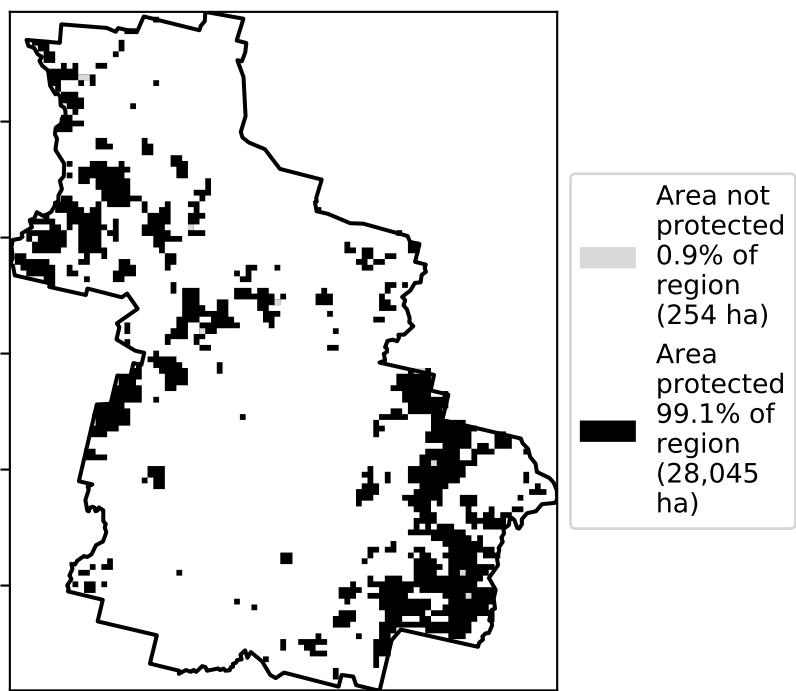 Area not
protected
0.9% of
region
(254 ha)
Area
protected
99.1% of
region
(28,045
ha)